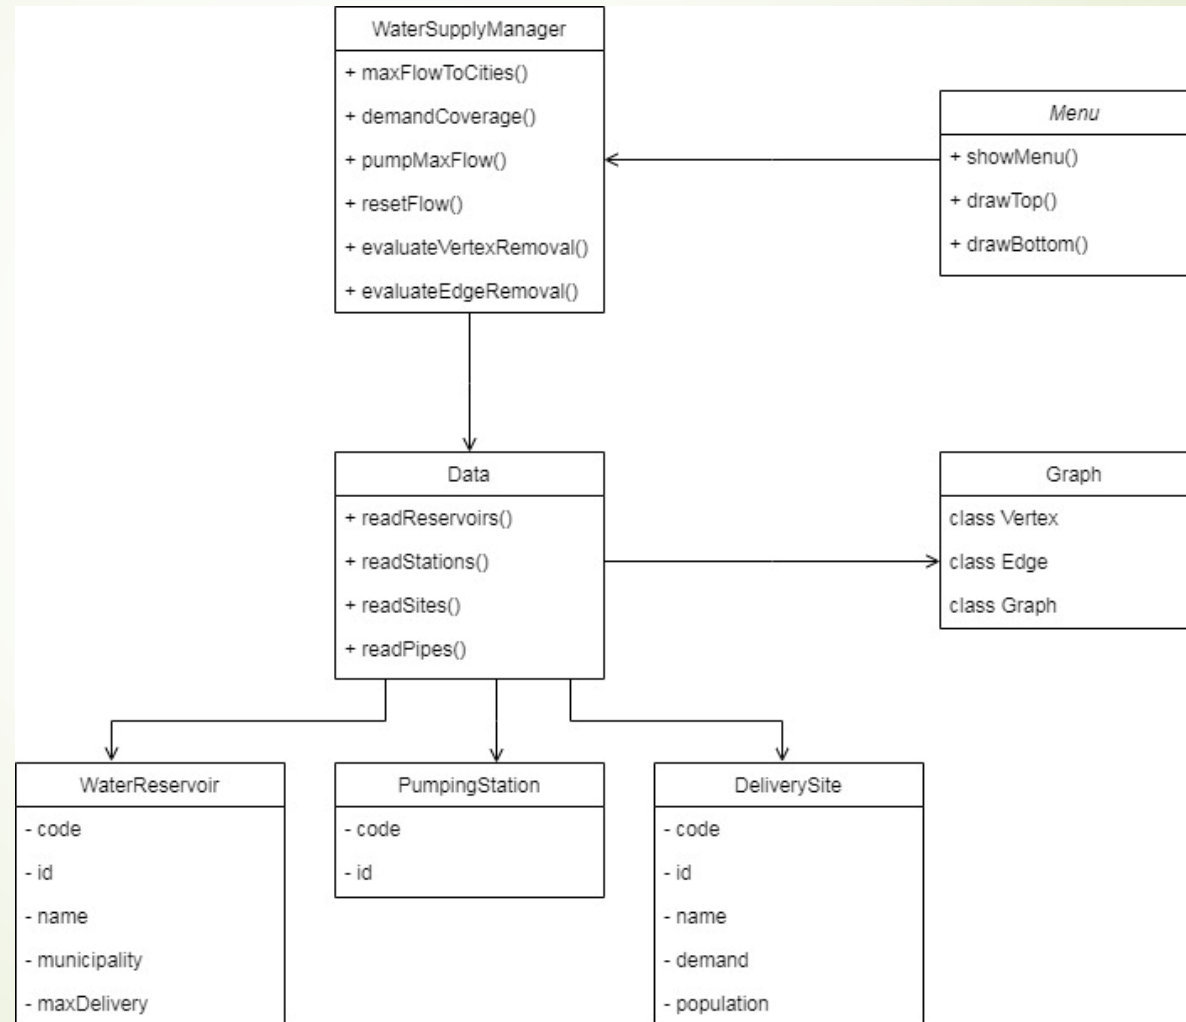 WaterSupplyManager
+ maxFlowToCities()
+ demandCoverage()
+ pumpMaxFlow()
+ resetFlow()
+ evaluateVertexRemoval()
+ evaluateEdgeRemoval()
Menu
+ showMenu()
+ drawTop()
+ drawBottom()
Data
+ readReservoirs()
+ readStations()
+ readSites()
+ readPipes()
Graph
class Vertex
class Edge
class Graph
WaterReservoir
- code
- id
- name
- municipality
- maxDelivery
PumpingStation
- code
- id
DeliverySite
- code
- id
- name
- demand
- population